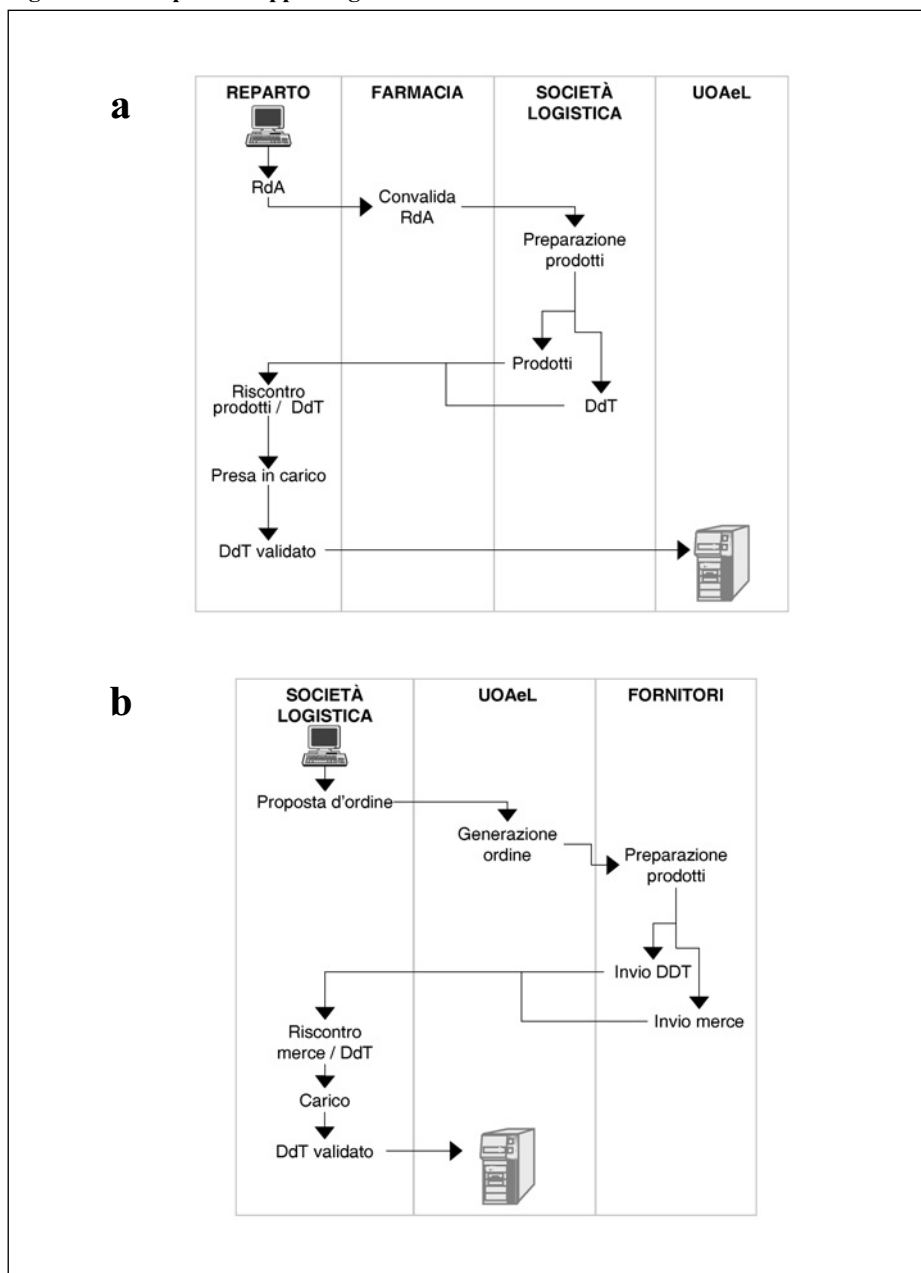 a
REPARTO
FARMACIA
SOCIETÀ
LOGISTICA
UOAeL
RdA
Convalida
RdA
Preparazione
prodotti
Prodotti
DdT
Riscontro
prodotti / DdT
Presa in carico
DdT validato
b
SOCIETÀ
LOGISTICA
UOAeL
FORNITORI
Proposta d'ordine
Generazione
ordine
Preparazione
prodotti
Invio DDT
Invio merce
Riscontro
merce / DdT
Carico
DdT validato